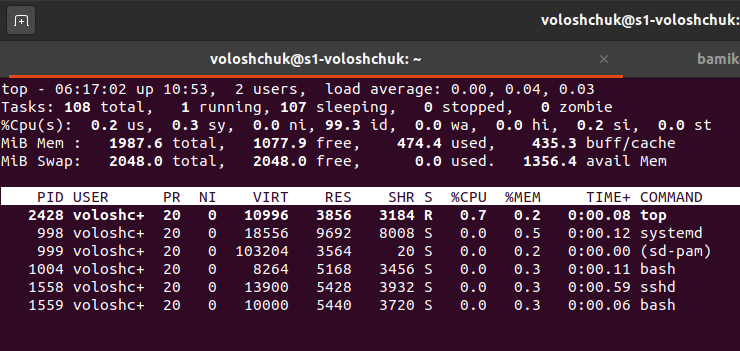 voloshchuk@s1-voloshchuk:
voloshchuk@s1-voloshchuk: ~ × bamik
top - 06:17:02 up 10:53,  2 users,  load average: 0.00, 0.04, 0.03
Tasks: 108 total,   1 running, 107 sleeping,   0 stopped,   0 zombie
%Cpu(s):  0.2 us,  0.3 sy,  0.0 ni, 99.3 id,  0.0 wa,  0.0 hi,  0.2 si,  0.0 st
MiB Mem :   1987.6 total,   1077.9 free,    474.4 used,    435.3 buff/cache
MiB Swap:   2048.0 total,   2048.0 free,      0.0 used.   1356.4 avail Mem
PID USER      PR  NI    VIRT    RES    SHR S  %CPU  %MEM     TIME+ COMMAND
2428 voloshc+  20   0   10996   3856   3184 R   0.7   0.2   0:00.08 top
998 voloshc+  20   0   18556   9692   8008 S   0.0   0.5   0:00.12 systemd
999 voloshc+  20   0  103204   3564     20 S   0.0   0.2   0:00.00 (sd-pam)
1004 voloshc+  20   0    8264   5168   3456 S   0.0   0.3   0:00.11 bash
1558 voloshc+  20   0   13900   5428   3932 S   0.0   0.3   0:00.59 sshd
1559 voloshc+  20   0   10000   5440   3720 S   0.0   0.3   0:00.06 bash